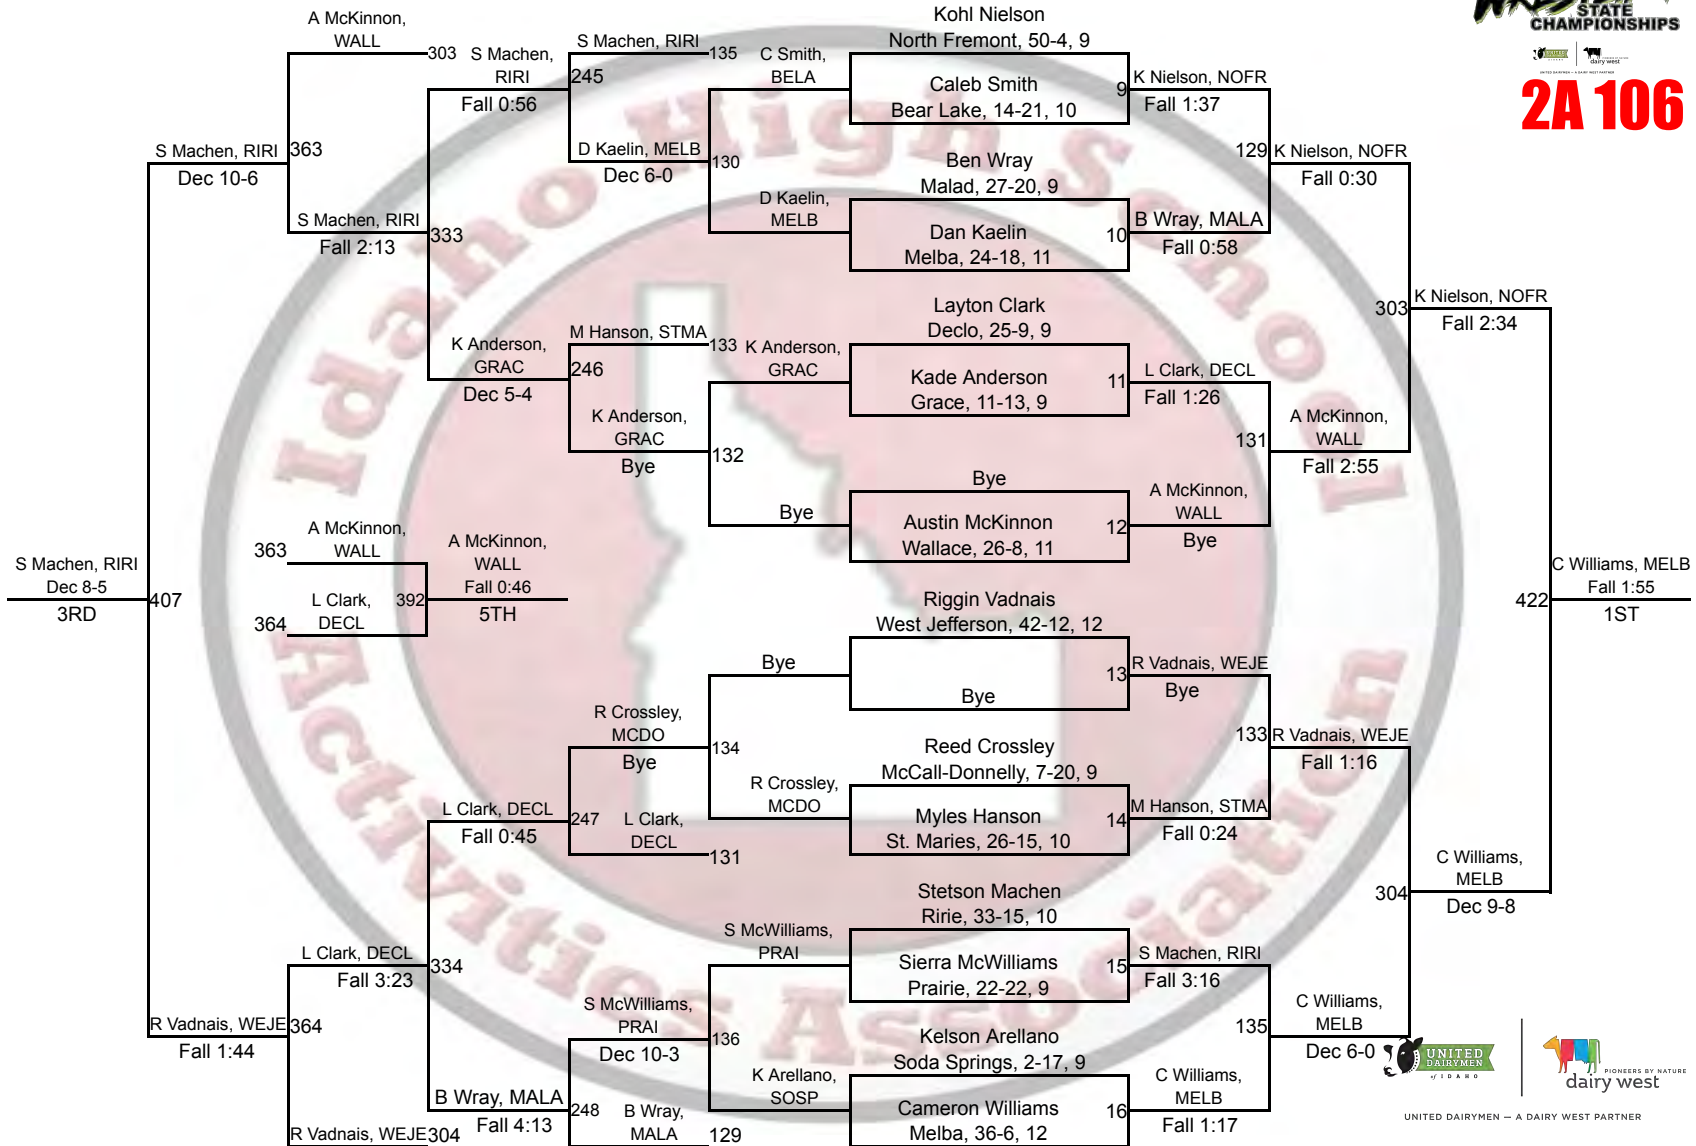 STATE
CHAMPIONSHIPS
dairy west
2A 106
Idaho High School
Activities Association
A McKinnon,
WALL
303
S Machen,
RIRI
Fall 0:56
S Machen, RIRI
135
245
D Kaelin, MELB
Dec 6-0
130
C Smith,
BELA
D Kaelin,
MELB
S Machen, RIRI
Dec 10-6
363
S Machen, RIRI
Fall 2:13
333
K Anderson,
GRAC
Dec 5-4
M Hanson, STMA
133
246
K Anderson,
GRAC
Bye
132
K Anderson,
GRAC
Bye
Kohl Nielson
North Fremont, 50-4, 9
Caleb Smith
Bear Lake, 14-21, 10
9
K Nielson, NOFR
Fall 1:37
Ben Wray
Malad, 27-20, 9
Dan Kaelin
Melba, 24-18, 11
10
B Wray, MALA
Fall 0:58
129
K Nielson, NOFR
Fall 0:30
Layton Clark
Declo, 25-9, 9
Kade Anderson
Grace, 11-13, 9
11
L Clark, DECL
Fall 1:26
Bye
Austin McKinnon
Wallace, 26-8, 11
12
A McKinnon,
WALL
Bye
131
A McKinnon,
WALL
Fall 2:55
303
K Nielson, NOFR
Fall 2:34
363
A McKinnon,
WALL
364
L Clark,
DECL
392
A McKinnon,
WALL
Fall 0:46
5TH
S Machen, RIRI
Dec 8-5
3RD
407
422
C Williams, MELB
Fall 1:55
1ST
Riggin Vadnais
West Jefferson, 42-12, 12
Bye
13
R Vadnais, WEJE
Bye
Reed Crossley
McCall-Donnelly, 7-20, 9
Myles Hanson
St. Maries, 26-15, 10
14
M Hanson, STMA
Fall 0:24
133
R Vadnais, WEJE
Fall 1:16
Bye
R Crossley,
MCDO
R Crossley,
MCDO
Bye
134
L Clark, DECL
Fall 0:45
247
L Clark,
DECL
131
Stetson Machen
Ririe, 33-15, 10
Sierra McWilliams
Prairie, 22-22, 9
15
S Machen, RIRI
Fall 3:16
Kelson Arellano
Soda Springs, 2-17, 9
Cameron Williams
Melba, 36-6, 12
16
C Williams,
MELB
Fall 1:17
135
C Williams,
MELB
Dec 6-0
304
C Williams,
MELB
Dec 9-8
S McWilliams,
PRAI
K Arellano,
SOSP
136
S McWilliams,
PRAI
Dec 10-3
L Clark, DECL
Fall 3:23
334
R Vadnais, WEJE
Fall 1:44
364
B Wray, MALA
Fall 4:13
248
B Wray,
MALA
129
R Vadnais, WEJE
304
UNITED
DAIRYMEN
of IDAHO
PIONEERS BY NATURE
dairy west
UNITED DAIRYMEN — A DAIRY WEST PARTNER